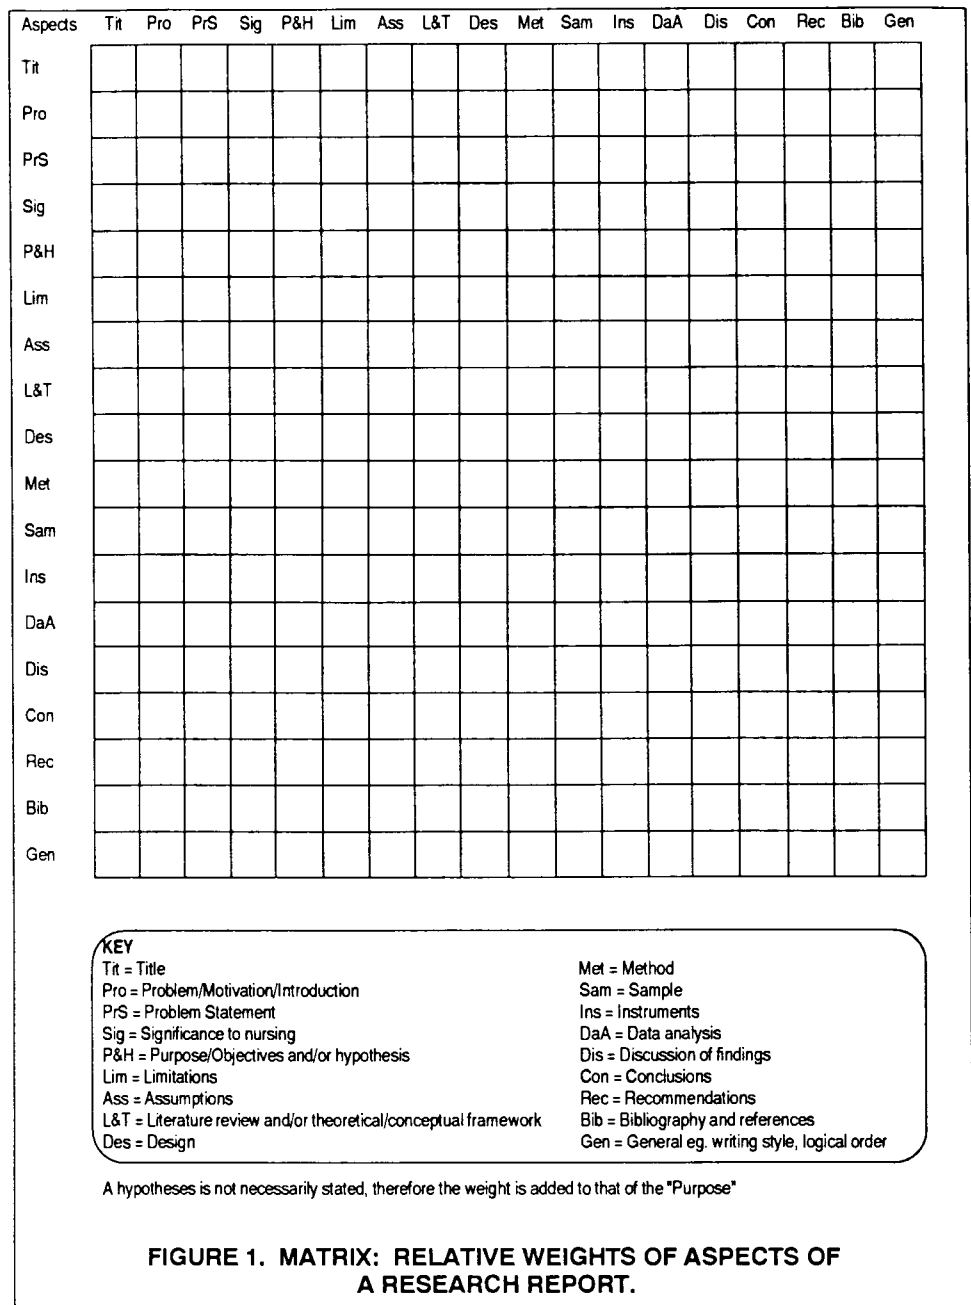 Aspects Tit Pro PrS Sig P&H Lim Ass L&T Des Met Sam Ins DaA Dis Con Rec Bib Gen
Tit
Pro
PrS
Sig
P&H
Lim
Ass
L&T
Des
Met
Sam
Ins
DaA
Dis
Con
Rec
Bib
Gen
KEY
Tit = Title
Pro = Problem/Motivation/Introduction
PrS = Problem Statement
Sig = Significance to nursing
P&H = Purpose/Objectives and/or hypothesis
Lim = Limitations
Ass = Assumptions
L&T = Literature review and/or theoretical/conceptual framework
Des = Design
Met = Method
Sam = Sample
Ins = Instruments
DaA = Data analysis
Dis = Discussion of findings
Con = Conclusions
Rec = Recommendations
Bib = Bibliography and references
Gen = General eg. writing style, logical order
A hypotheses is not necessarily stated, therefore the weight is added to that of the "Purpose"
FIGURE 1. MATRIX: RELATIVE WEIGHTS OF ASPECTS OF
A RESEARCH REPORT.